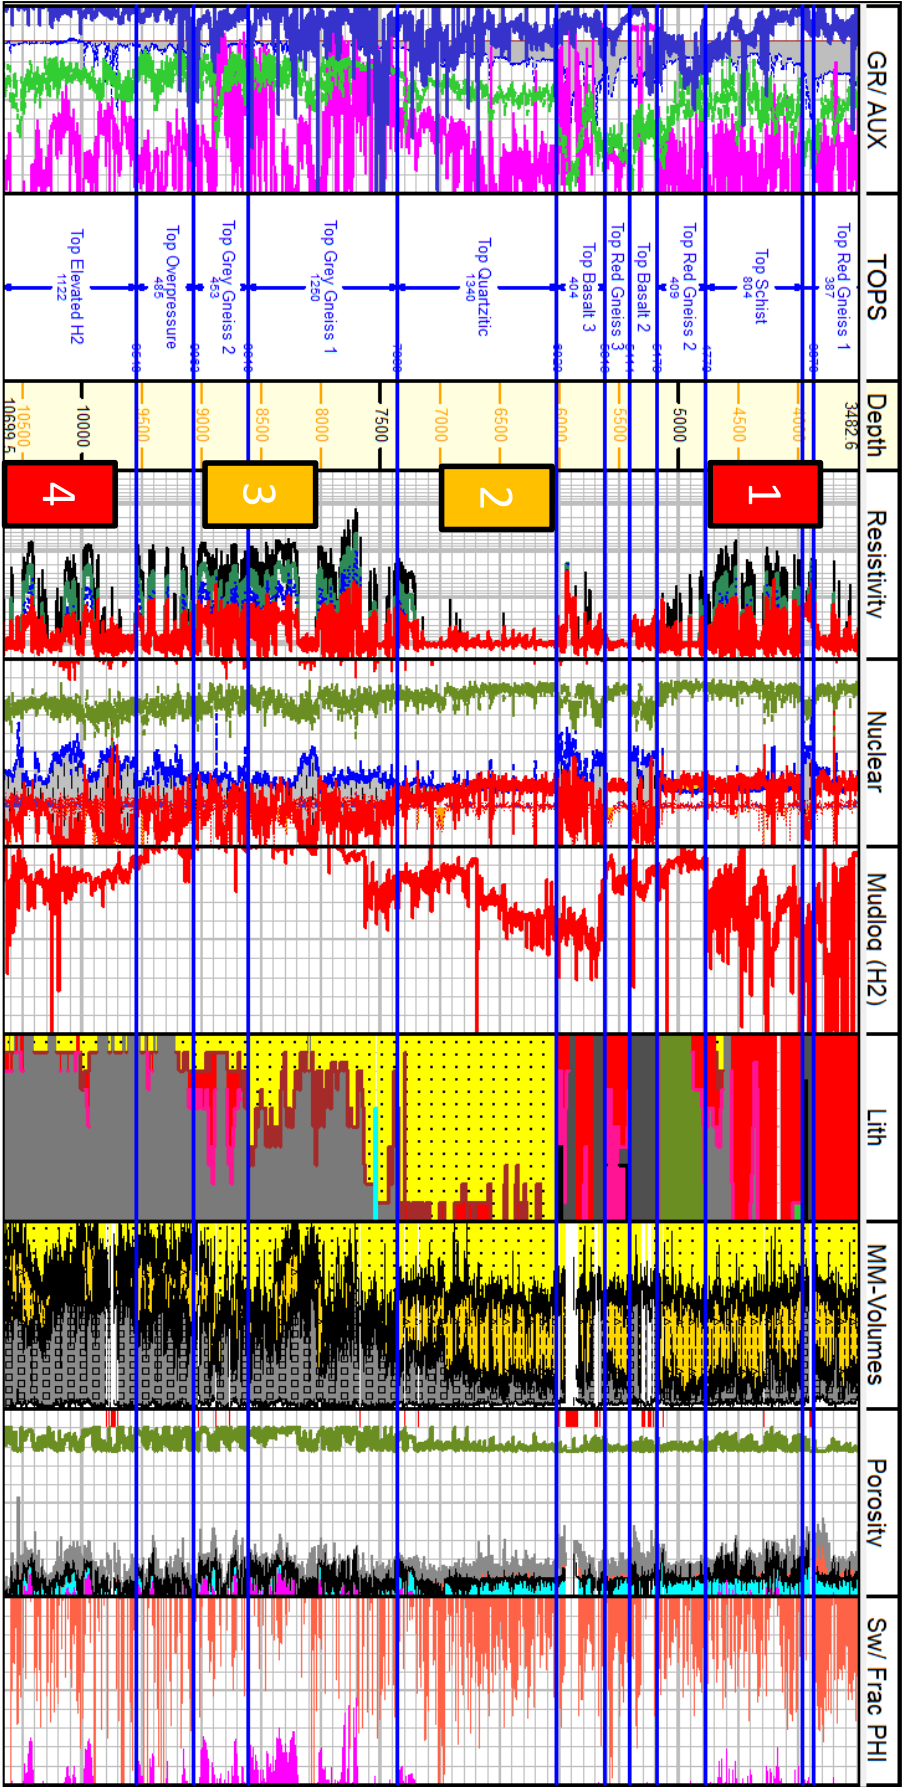 GR/ AUX TOPS Depth Resistivity Nuclear Mudlog (H2) Lith MM-Volumes Porosity Sw/ Frac PHI
3482.6
Top Red Gneiss 1
387
4000
1
Top Schist
804
4500
4770
Top Red Gneiss 2
409
5000
5178
Top Basalt 2
Top Red Gneiss 3
5500
Top Basalt 3
404
6000
2
6500
Top Quartzitic
1340
7000
7500
8000
Top Grey Gneiss 1
1250
3
8500
Top Grey Gneiss 2
453
9000
Top Overpressure
485
9500
10000
Top Elevated H2
1122
4
10500
10699.5